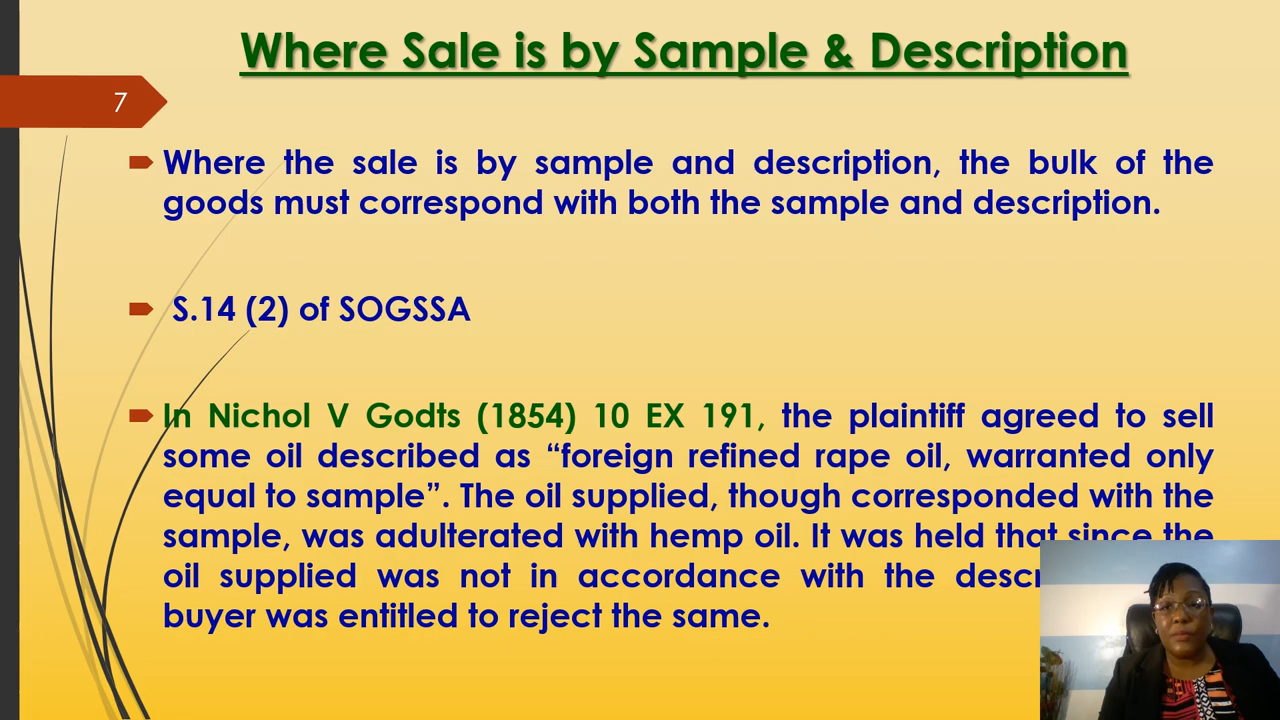 Where Sale is by Sample & Description
7
Where the sale is by sample and description, the bulk of the
goods must correspond with both the sample and description.
S.14 (2) of SOGSSA
In Nichol V Godts (1854) 10 EX 191, the plaintiff agreed to sell
some oil described as “foreign refined rape oil, warranted only
equal to sample”. The oil supplied, though corresponded with the
sample, was adulterated with hemp oil. It was held that since the
oil supplied was not in accordance with the
buyer was entitled to reject the same.